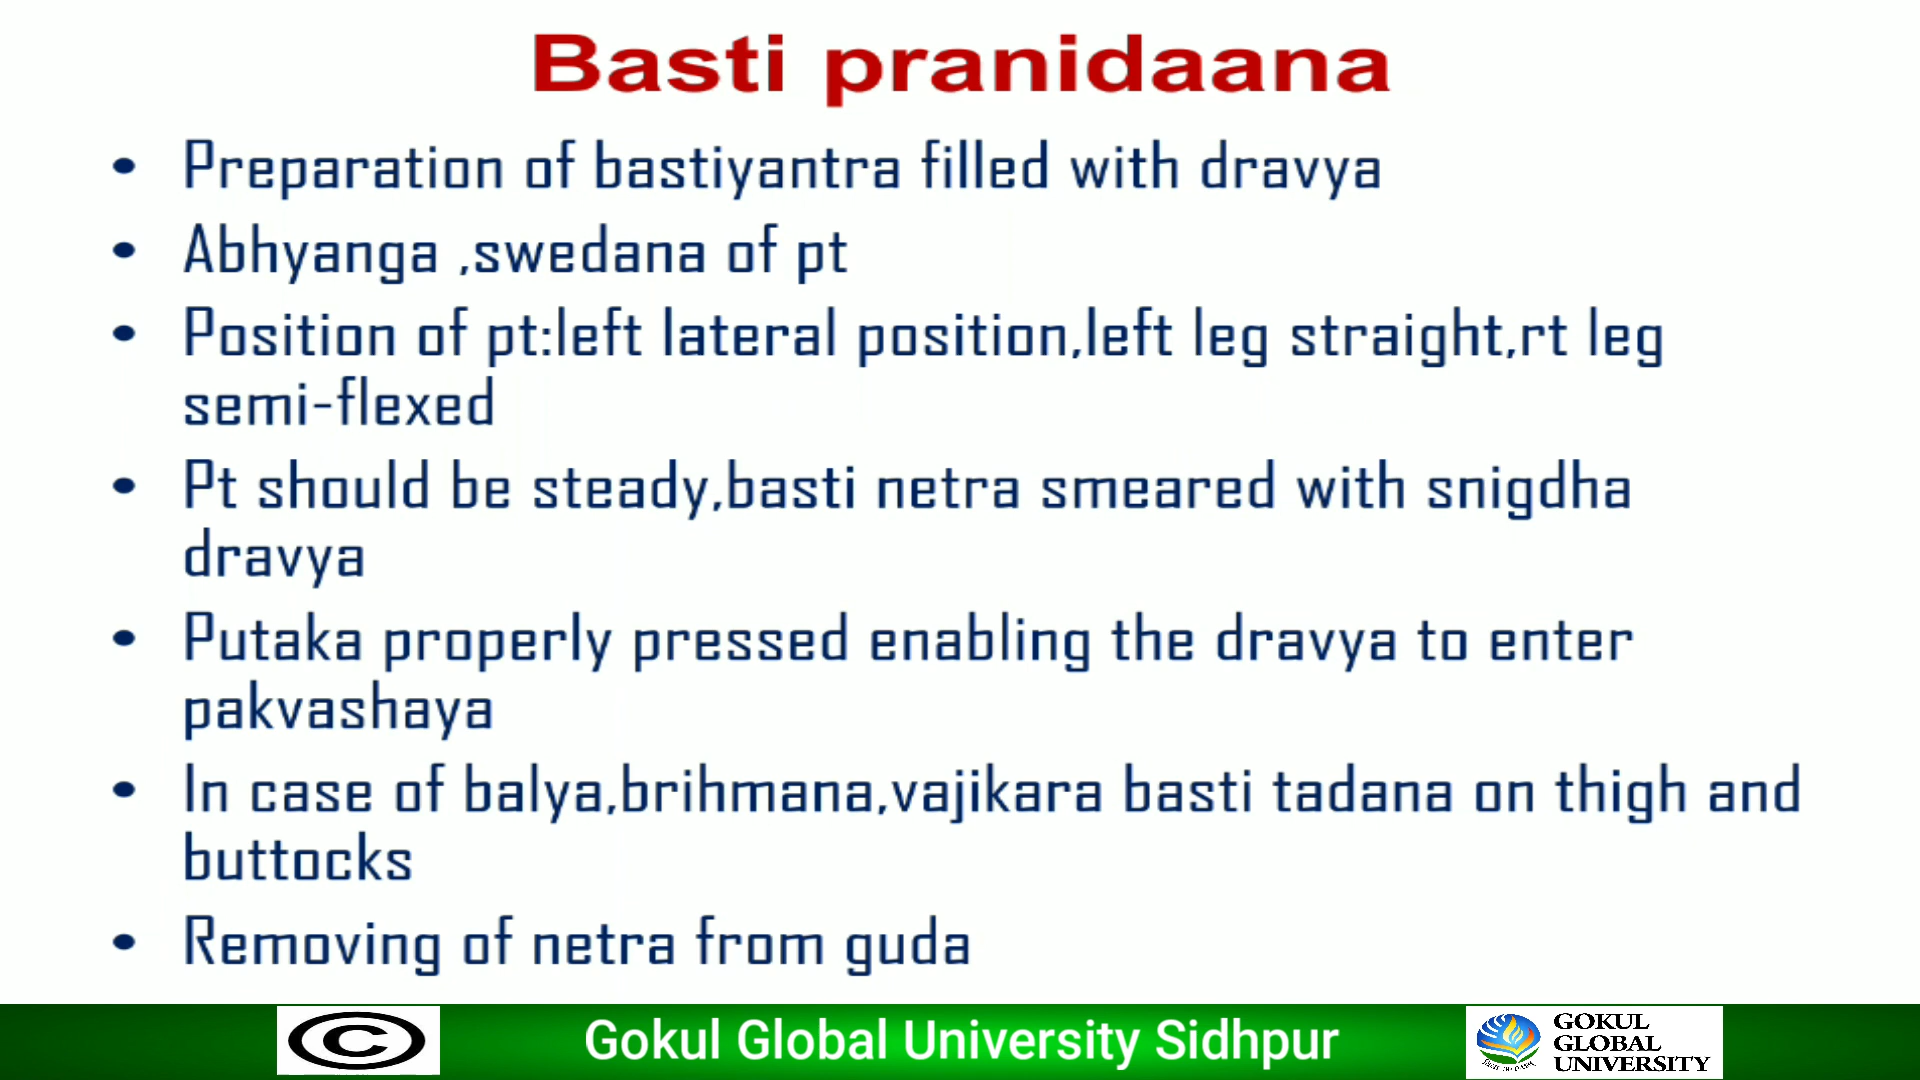 Basti pranidaana
• Preparation of bastiyantra filled with dravya
• Abhyanga ,swedana of pt
• Position of pt:left lateral position,left leg straight,rt leg
semi-flexed
• Pt should be steady,basti netra smeared with snigdha
dravya
• Putaka properly pressed enabling the dravya to enter
pakvashaya
• In case of balya,brihmana,vajikara basti tadana on thigh and
buttocks
• Removing of netra from guda
©
Gokul Global University Sidhpur
GOKUL
GLOBAL
UNIVERSITY